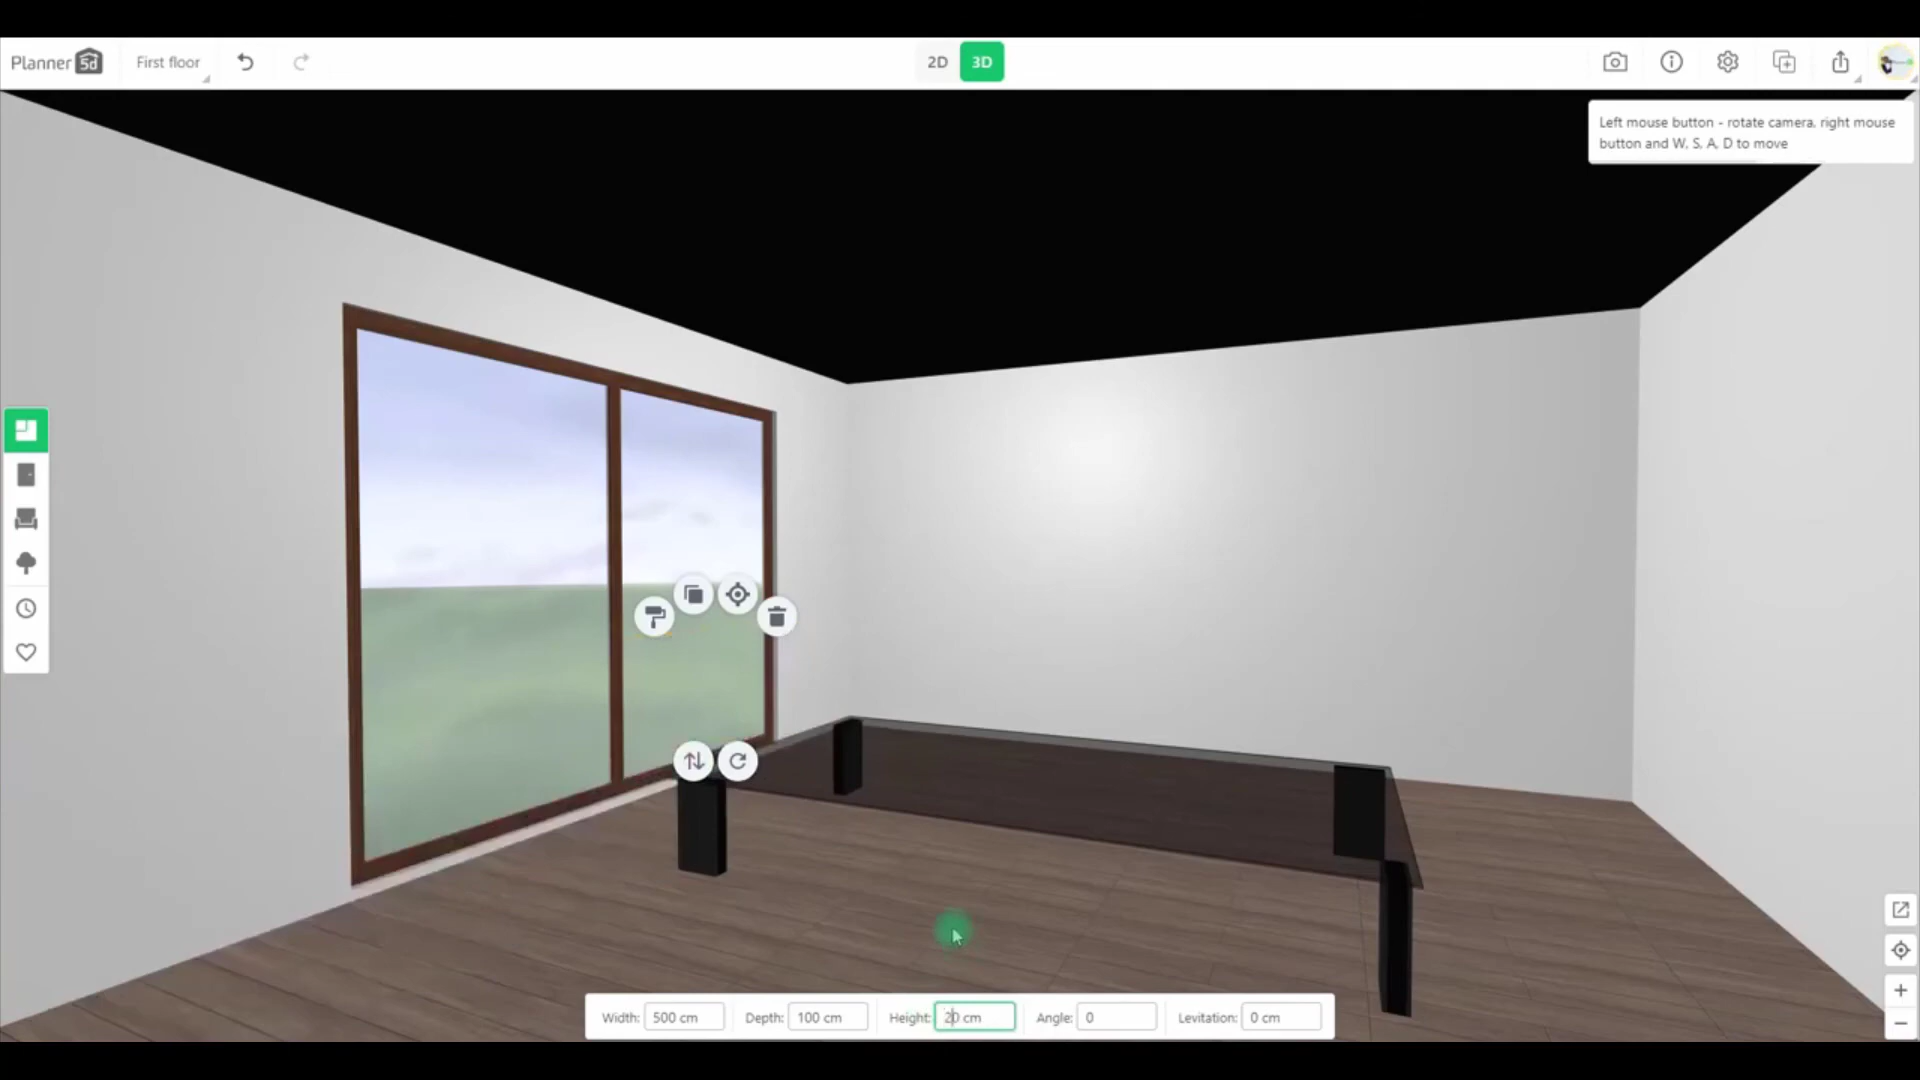 Planner 5d
First floor
2D 3D
Left mouse button - rotate camera, right mouse
button and W, S, A, D to move
Width: 500 cm Depth: 100 cm Height: 20 cm Angle: 0 Levitation: 0 cm